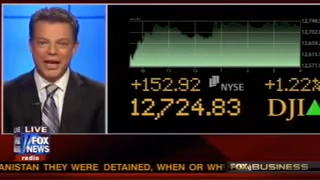 +152.92 NYSE +1.22%
12,724.83 DJI
LIVE
FOX
NEWS
radio
ANISTAN THEY WERE DETAINED, WHEN OR WH
FOX BUSINESS